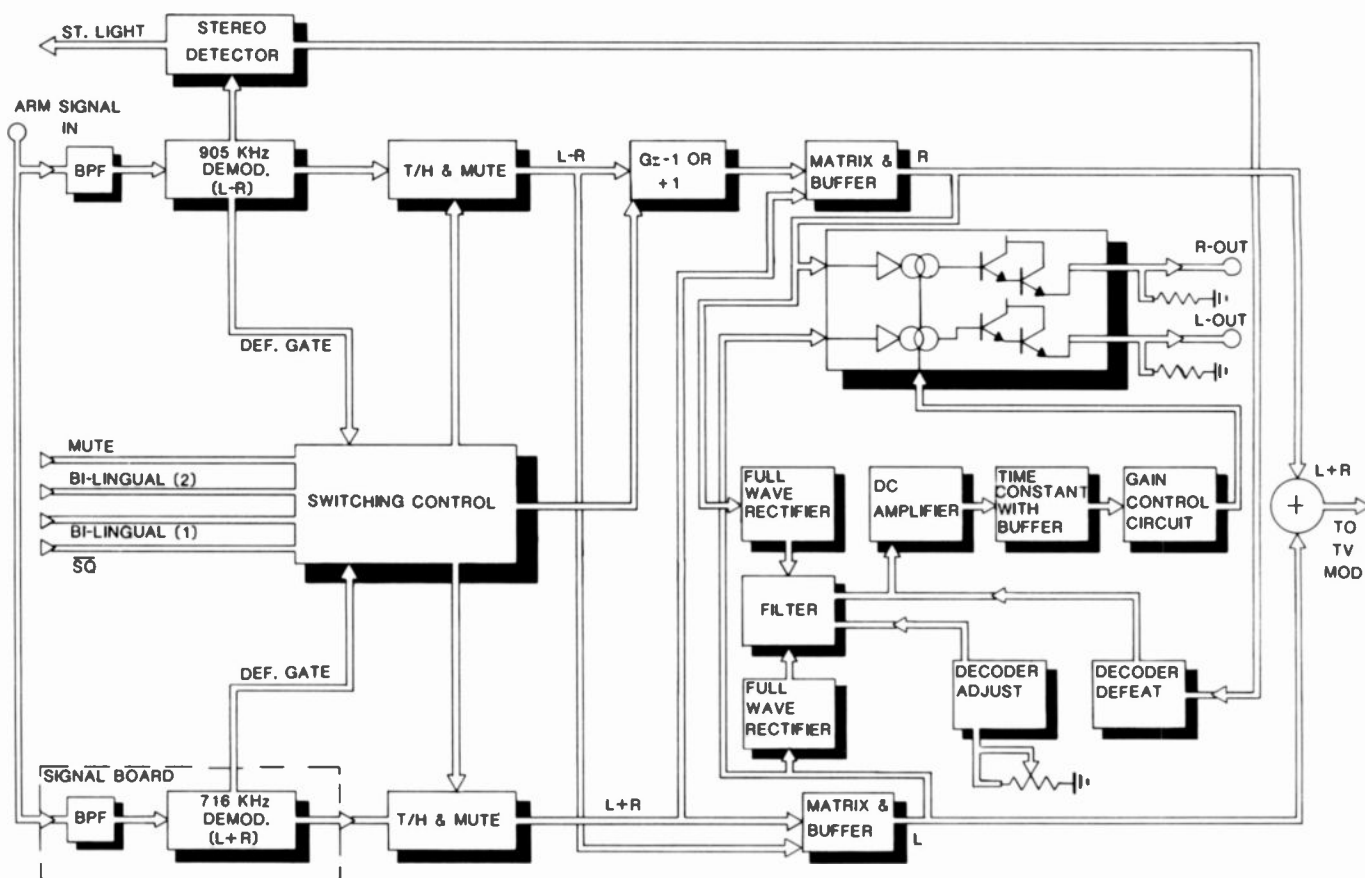 ST. LIGHT
STEREO
DETECTOR
ARM SIGNAL
IN
BPF
905 KHz
DEMOD.
(L-R)
T/H & MUTE
L-R
Gz-1 OR
+1
MATRIX &
BUFFER
R
R-OUT
L-OUT
DEF. GATE
MUTE
BI-LINGUAL (2)
BI-LINGUAL (1)
SQ
SWITCHING CONTROL
FULL
WAVE
RECTIFIER
DC
AMPLIFIER
TIME
CONSTANT
WITH
BUFFER
GAIN
CONTROL
CIRCUIT
L+R
+
TO
TV
MOD
FILTER
DEF. GATE
FULL
WAVE
RECTIFIER
DECODER
ADJUST
DECODER
DEFEAT
SIGNAL BOARD
BPF
716 KHz
DEMOD.
(L+R)
T/H & MUTE
L+R
MATRIX &
BUFFER
L